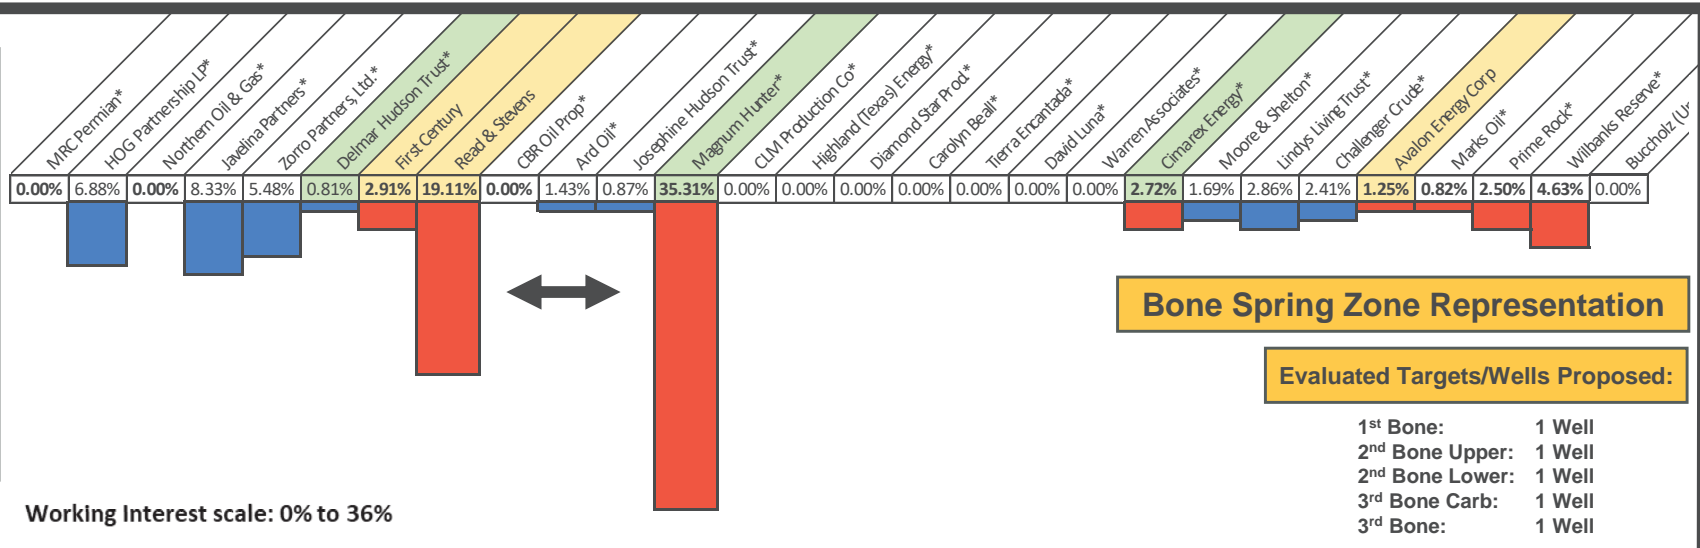 MRC Permian*
HOG Partnership LP*
Northern Oil & Gas*
Javelina Partners*
Zorro Partners, Ltd.*
Delmar Hudson Trust*
First Century
Read & Stevens
CBR Oil Prop*
Ard Oil*
Josephine Hudson Trust*
Magnum Hunter*
CLM Production Co*
Highland (Texas) Energy*
Diamond Star Prod.*
Carolyn Beall*
Tierra Encantada*
David Luna*
Warren Associates*
Cimarex Energy*
Moore & Shelton*
Lindys Living Trust*
Challenger Crude*
Avalon Energy Corp
Marks Oil*
Prime Rock*
Wilbanks Reserve*
Buccholz (Ur
0.00% 6.88% 0.00% 8.33% 5.48% 0.81% 2.91% 19.11% 0.00% 1.43% 0.87% 35.31% 0.00% 0.00% 0.00% 0.00% 0.00% 0.00% 0.00% 2.72% 1.69% 2.86% 2.41% 1.25% 0.82% 2.50% 4.63% 0.00%
Bone Spring Zone Representation
Evaluated Targets/Wells Proposed:
1st Bone: 1 Well
2nd Bone Upper: 1 Well
2nd Bone Lower: 1 Well
3rd Bone Carb: 1 Well
3rd Bone: 1 Well
Working Interest scale: 0% to 36%